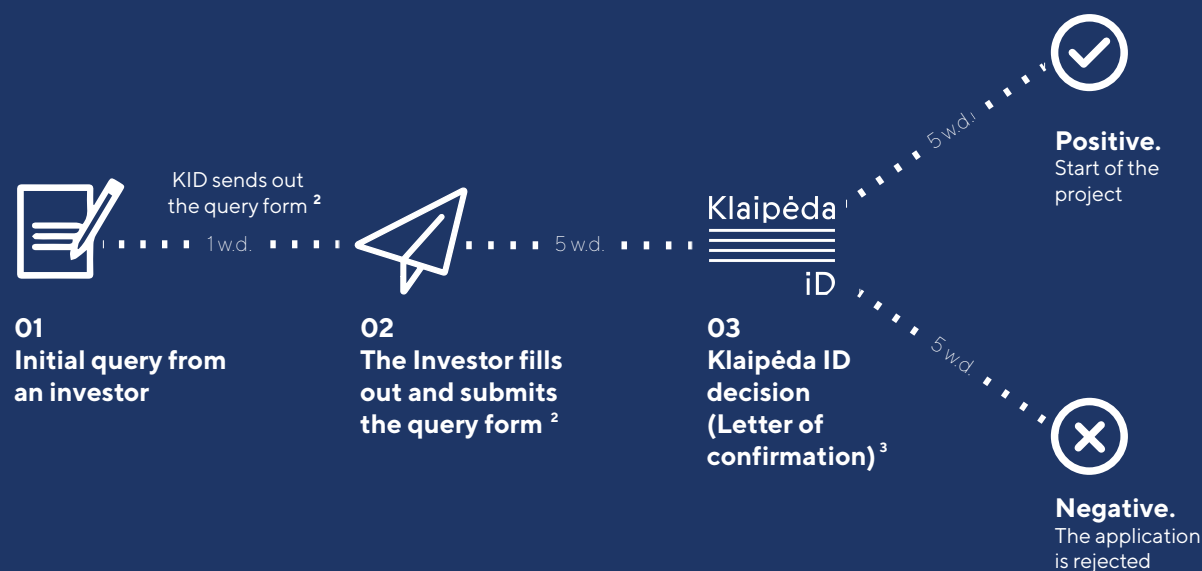 KID sends out
the query form ²
1 w.d.
5 w.d.
01
Initial query from
an investor
02
The Investor fills
out and submits
the query form ²
Klaipėda
iD
03
Klaipėda ID
decision
(Letter of
confirmation) ³
5 w.d.
Positive.
Start of the
project
5 w.d.
Negative.
The application
is rejected